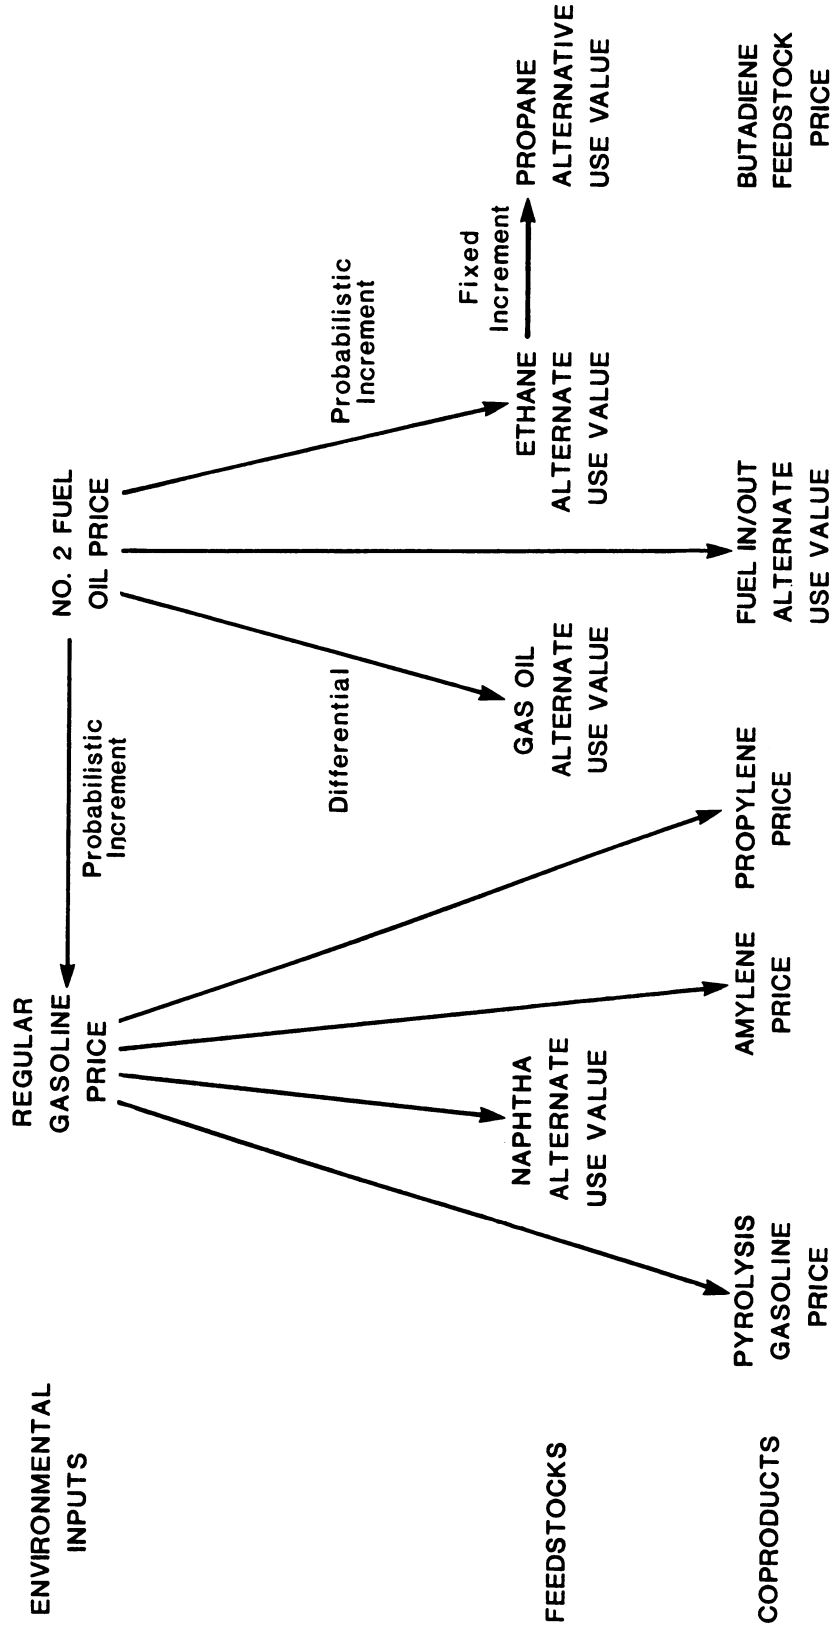 ENVIRONMENTAL
INPUTS
REGULAR
GASOLINE
PRICE
Probabilistic
Increment
NO. 2 FUEL
OIL PRICE
Differential
Probabilistic
Increment
FEEDSTOCKS
NAPHTHA
ALTERNATE
USE VALUE
GAS OIL
ALTERNATE
USE VALUE
ETHANE
ALTERNATE
USE VALUE
Fixed
Increment
PROPANE
ALTERNATIVE
USE VALUE
COPRODUCTS
PYROLYSIS
GASOLINE
PRICE
AMYLENE
PRICE
PROPYLENE
PRICE
FUEL IN/OUT
ALTERNATE
USE VALUE
BUTADIENE
FEEDSTOCK
PRICE